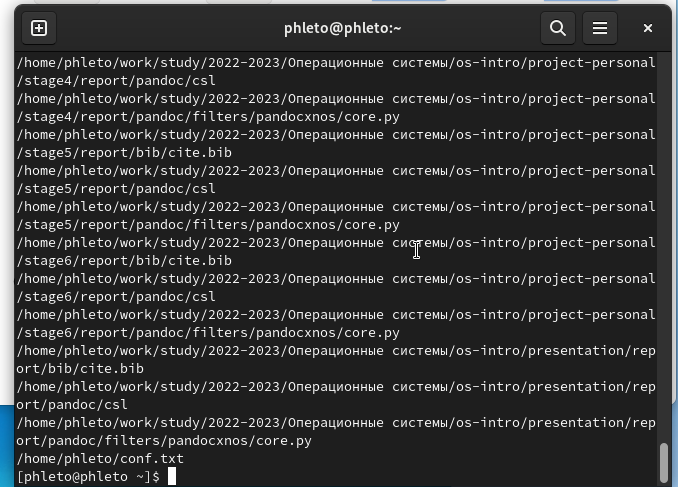 phleto@phleto:~
/home/phleto/work/study/2022-2023/Операционные системы/os-intro/project-personal
/stage4/report/pandoc/csl
/home/phleto/work/study/2022-2023/Операционные системы/os-intro/project-personal
/stage4/report/pandoc/filters/pandocxnos/core.py
/home/phleto/work/study/2022-2023/Операционные системы/os-intro/project-personal
/stage5/report/bib/cite.bib
/home/phleto/work/study/2022-2023/Операционные системы/os-intro/project-personal
/stage5/report/pandoc/csl
/home/phleto/work/study/2022-2023/Операционные системы/os-intro/project-personal
/stage5/report/pandoc/filters/pandocxnos/core.py
/home/phleto/work/study/2022-2023/Операционные системы/os-intro/project-personal
/stage6/report/bib/cite.bib
/home/phleto/work/study/2022-2023/Операционные системы/os-intro/project-personal
/stage6/report/pandoc/csl
/home/phleto/work/study/2022-2023/Операционные системы/os-intro/project-personal
/stage6/report/pandoc/filters/pandocxnos/core.py
/home/phleto/work/study/2022-2023/Операционные системы/os-intro/presentation/rep
ort/bib/cite.bib
/home/phleto/work/study/2022-2023/Операционные системы/os-intro/presentation/rep
ort/pandoc/csl
/home/phleto/work/study/2022-2023/Операционные системы/os-intro/presentation/rep
ort/pandoc/filters/pandocxnos/core.py
/home/phleto/conf.txt
[phleto@phleto ~]$